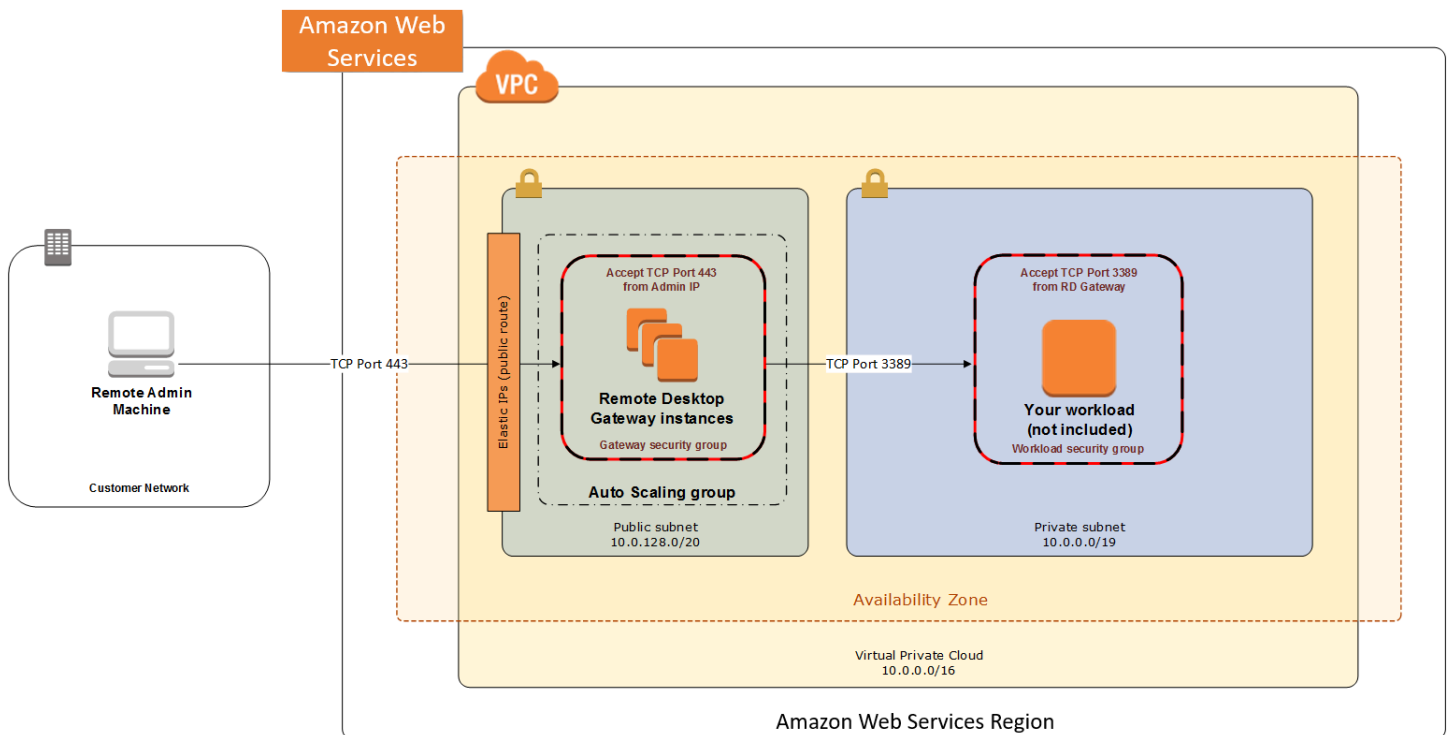 Amazon Web
Services
VPC
Remote Admin
Machine
Customer Network
TCP Port 443
Elastic IPs (public route)
Accept TCP Port 443
from Admin IP
Remote Desktop
Gateway instances
Gateway security group
Auto Scaling group
Public subnet
10.0.128.0/20
TCP Port 3389
Accept TCP Port 3389
from RD Gateway
Your workload
(not included)
Workload security group
Private subnet
10.0.0.0/19
Availability Zone
Virtual Private Cloud
10.0.0.0/16
Amazon Web Services Region